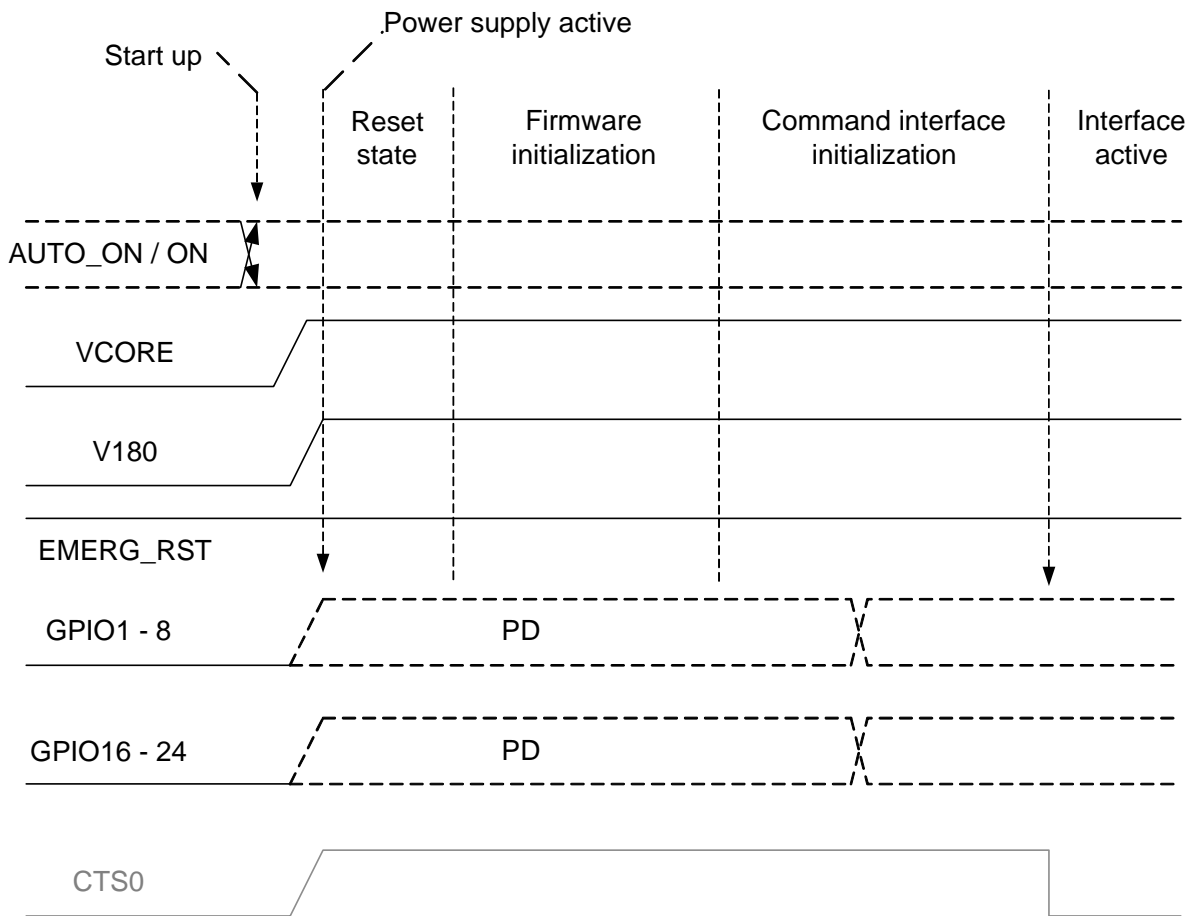 Power supply active
Start up
Reset
state
Firmware
initialization
Command interface
initialization
Interface
active
AUTO_ON / ON
VCORE
V180
EMERG_RST
GPIO1 - 8
PD
GPIO16 - 24
PD
CTS0